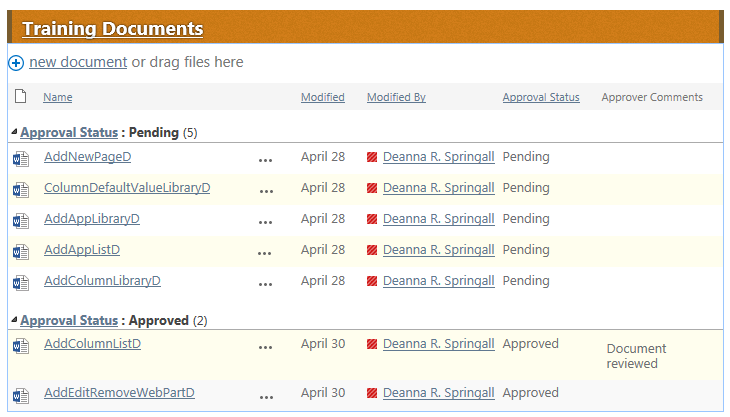 Training Documents
new document or drag files here
Name Modified Modified By Approval Status Approver Comments
Approval Status : Pending (5)
AddNewPageD ... April 28 Deanna R. Springall Pending
ColumnDefaultValueLibraryD ... April 28 Deanna R. Springall Pending
AddAppLibraryD ... April 28 Deanna R. Springall Pending
AddAppListD ... April 28 Deanna R. Springall Pending
AddColumnLibraryD ... April 28 Deanna R. Springall Pending
Approval Status : Approved (2)
AddColumnListD ... April 30 Deanna R. Springall Approved Document
reviewed
AddEditRemoveWebPartD ... April 30 Deanna R. Springall Approved